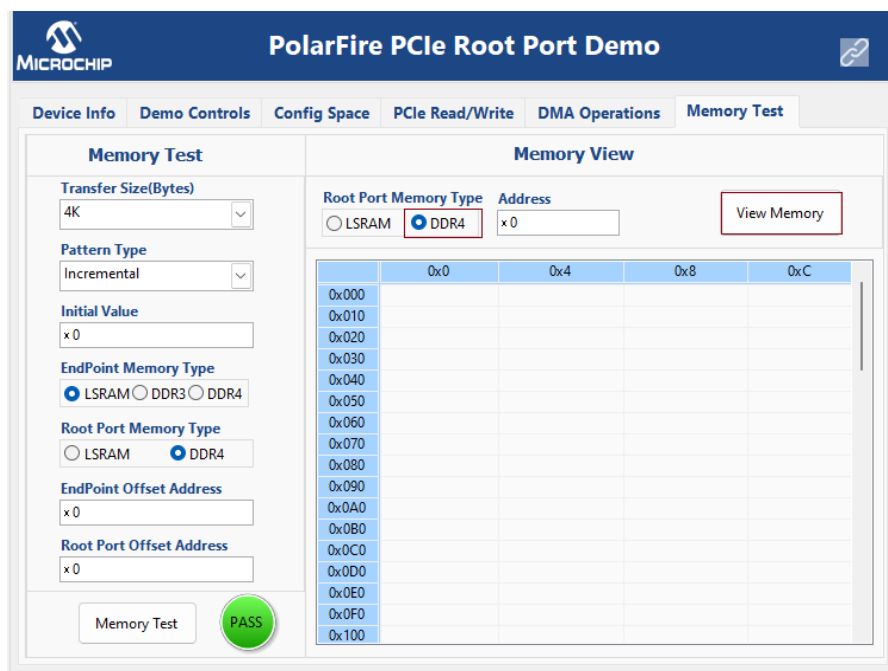 MICROCHIP
PolarFire PCIe Root Port Demo
Device Info Demo Controls Config Space PCIe Read/Write DMA Operations Memory Test
Memory Test
Transfer Size(Bytes)
4K
Pattern Type
Incremental
Initial Value
x 0
EndPoint Memory Type
LSRAM DDR3 DDR4
Root Port Memory Type
LSRAM DDR4
EndPoint Offset Address
x 0
Root Port Offset Address
x 0
Memory Test PASS
Memory View
Root Port Memory Type Address
LSRAM DDR4 x 0 View Memory
0x0 0x4 0x8 0xC
0x000
0x010
0x020
0x030
0x040
0x050
0x060
0x070
0x080
0x090
0x0A0
0x0B0
0x0C0
0x0D0
0x0E0
0x0F0
0x100